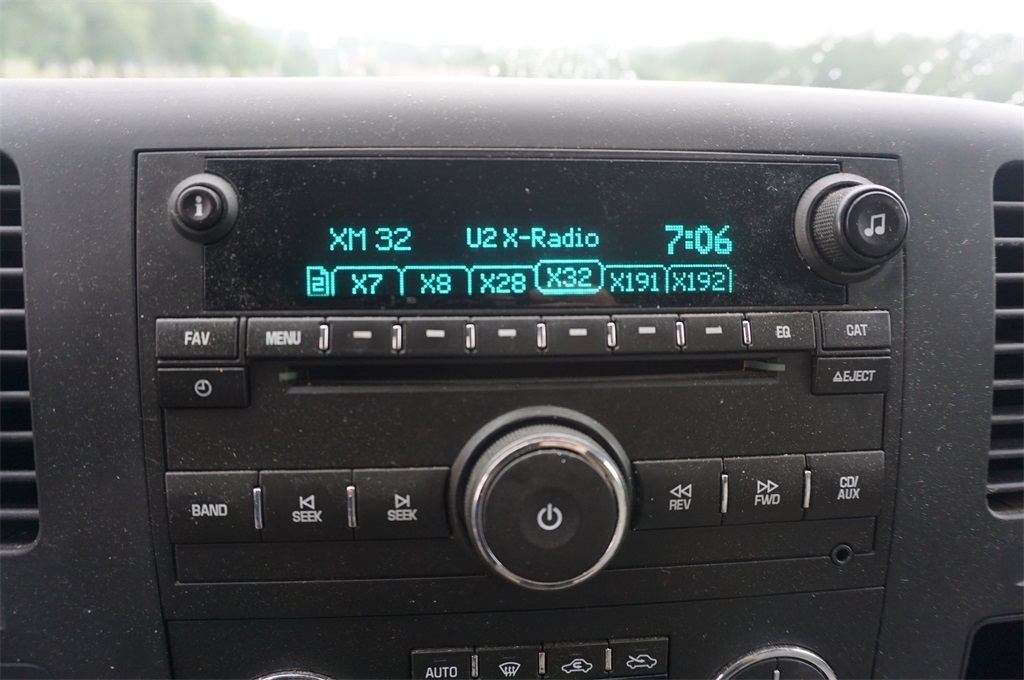 XM 32 U2 X-Radio 7:06
2 X7 X8 X28 X32 X191 X192
FAV MENU EQ CAT
EJECT
BAND SEEK SEEK REV FWD CD/
AUX
AUTO